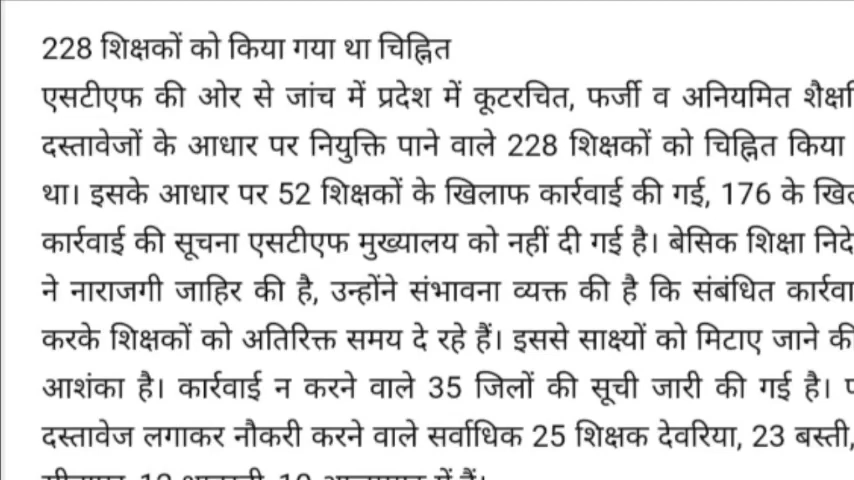 228 शिक्षकों को किया गया था चिह्नित
एसटीएफ की ओर से जांच में प्रदेश में कूटरचित, फर्जी व अनियमित
दस्तावेजों के आधार पर नियुक्ति पाने वाले 228 शिक्षकों को चिह्नित किया
था। इसके आधार पर 52 शिक्षकों के खिलाफ कार्रवाई की गई, 176 के
कार्रवाई की सूचना एसटीएफ मुख्यालय को नहीं दी गई है। बेसिक शिक्षा
ने नाराजगी जाहिर की है, उन्होंने संभावना व्यक्त की है कि संबंधित
करके शिक्षकों को अतिरिक्त समय दे रहे हैं। इससे साक्ष्यों को मिटाए जाने की
आशंका है। कार्रवाई न करने वाले 35 जिलों की सूची जारी की गई है।
दस्तावेज लगाकर नौकरी करने वाले सर्वाधिक 25 शिक्षक देवरिया, 23 बस्ती,